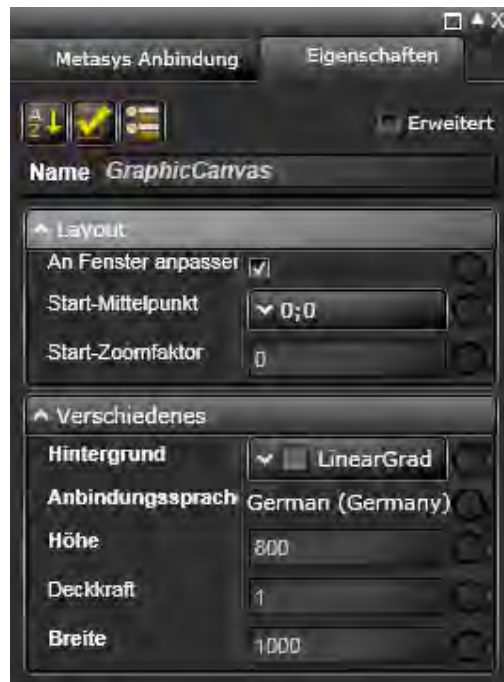 Metasys Anbindung
Eigenschaften
Erweitert
Name GraphicCanvas
Layout
An Fenster anpasser
Start-Mittelpunkt 0;0
Start-Zoomfaktor 0
Verschiedenes
Hintergrund LinearGrad
Anbindungssprach German (Germany)
Höhe 800
Deckkraft 1
Breite 1000